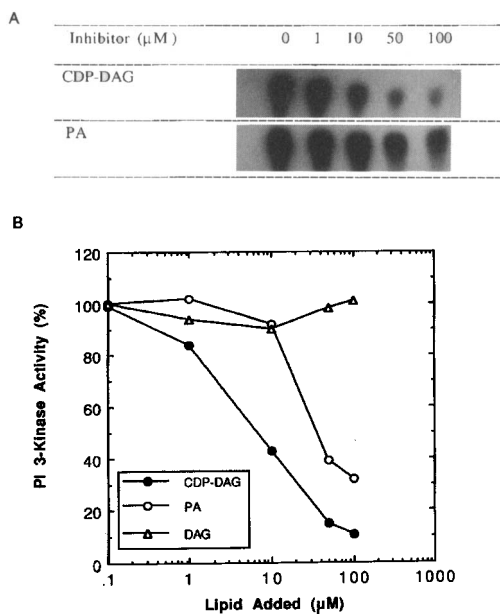 A
Inhibitor (μM) 0 1 10 50 100
CDP-DAG
PA
B
PI 3-Kinase Activity (%)
120
100
80
60
40
20
0
CDP-DAG
PA
DAG
.1 1 10 100 1000
Lipid Added (μM)